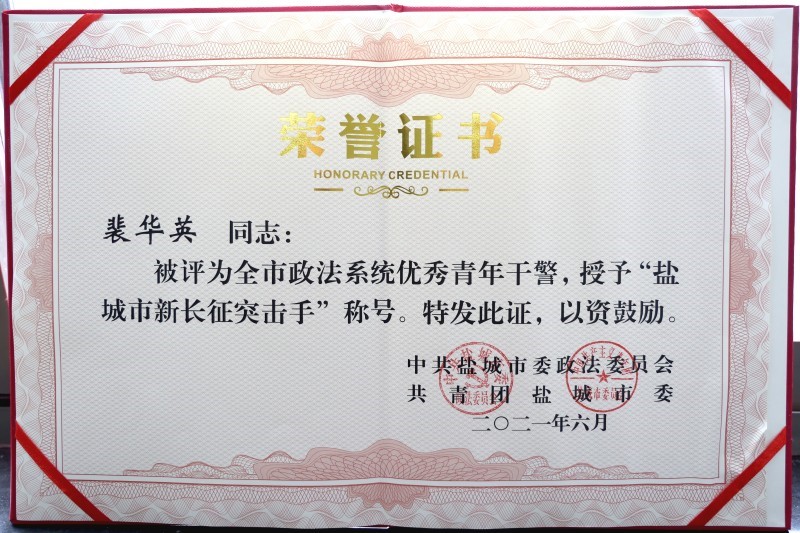 荣誉证书
HONORARY CREDENTIAL
裴华英 同志：
被评为全市政法系统优秀青年干警，授予“盐
城市新长征突击手”称号。特发此证，以资鼓励。
中共盐城市委政法委员会
共青团盐城市委
二〇二一年六月